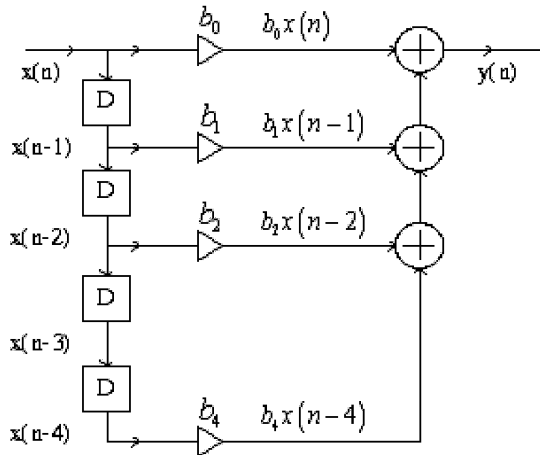 b₀ b₀x(n)
x(n) + y(n)
D
b₁ b₁x(n−1)
x(n-1) +
D
b₂ b₂x(n−2)
x(n-2) +
D
x(n-3)
D
b₄ b₄x(n−4)
x(n-4)